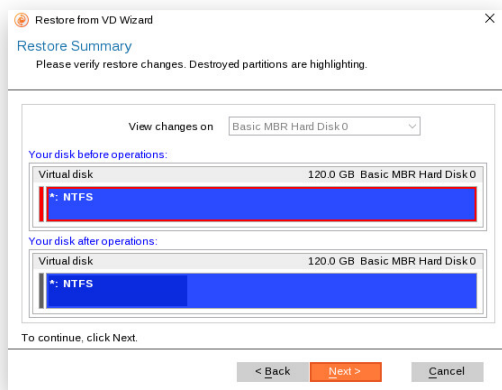 Restore from VD Wizard
Restore Summary
Please verify restore changes. Destroyed partitions are highlighting.
View changes on Basic MBR Hard Disk 0
Your disk before operations:
Virtual disk 120.0 GB Basic MBR Hard Disk 0
*: NTFS
Your disk after operations:
Virtual disk 120.0 GB Basic MBR Hard Disk 0
*: NTFS
To continue, click Next.
< Back Next > Cancel